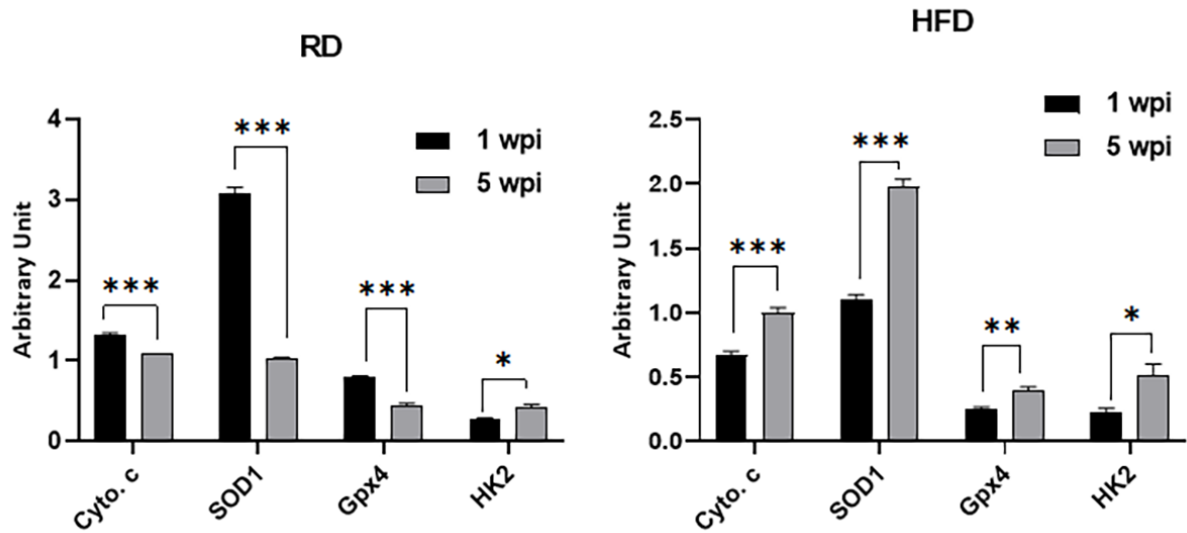 RD
Arbitrary Unit
4
3
2
1
0
***
***
***
*
1 wpi
5 wpi
Cyto. c
SOD1
Gpx4
HK2
HFD
Arbitrary Unit
2.5
2.0
1.5
1.0
0.5
0.0
***
***
**
*
1 wpi
5 wpi
Cyto. c
SOD1
Gpx4
HK2